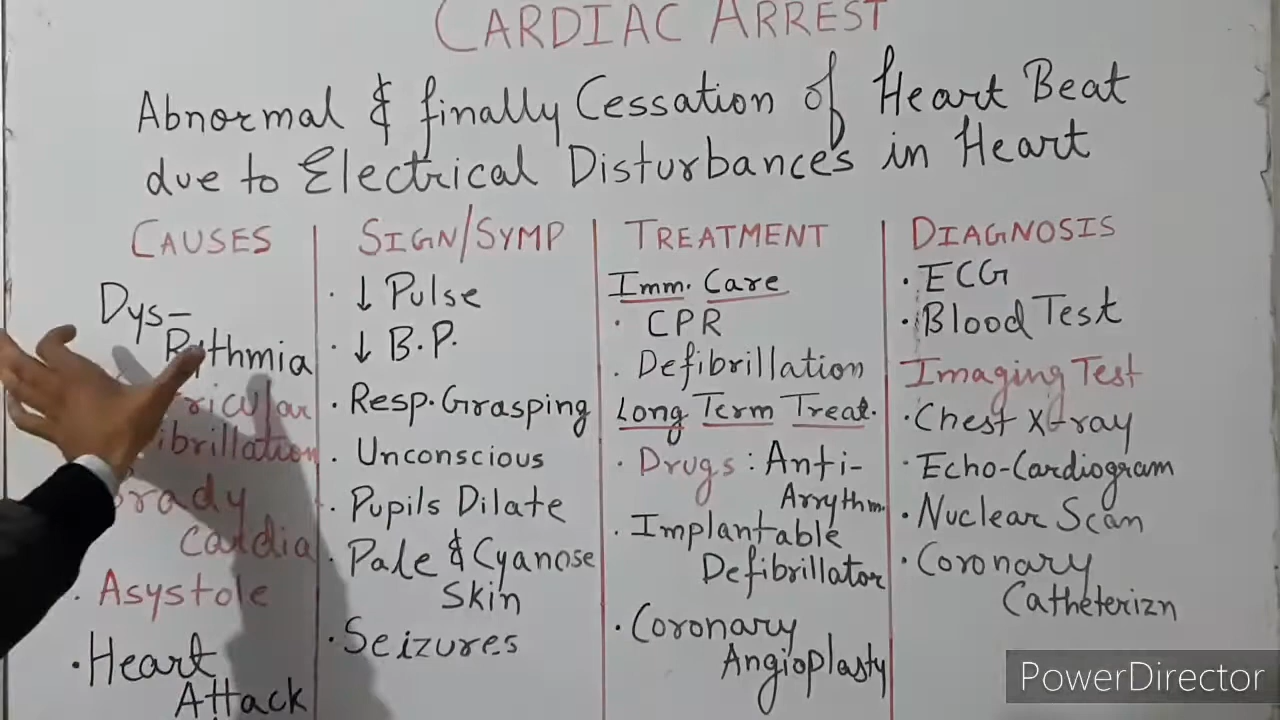 CARDIAC ARREST
Abnormal & finally Cessation of Heart Beat
due to Electrical Disturbances in Heart
CAUSES
Dys-
Rythmia
Fibrillation
Brady
Cardia
· Asystole
· Heart
Attack
SIGN/SYMP
· ↓ Pulse
· ↓ B.P.
· Resp. Grasping
· Unconscious
· Pupils Dilate
· Pale & Cyanose
Skin
· Seizures
TREATMENT
Imm. Care
· CPR
· Defibrillation
Long Term Treat.
· Drugs : Anti-
Arrythm.
· Implantable
Defibrillator
· Coronary
Angioplasty
DIAGNOSIS
· ECG
· Blood Test
Imaging Test
· Chest X-ray
· Echo-Cardiogram
· Nuclear Scan
· Coronary
Catheterizn
PowerDirector